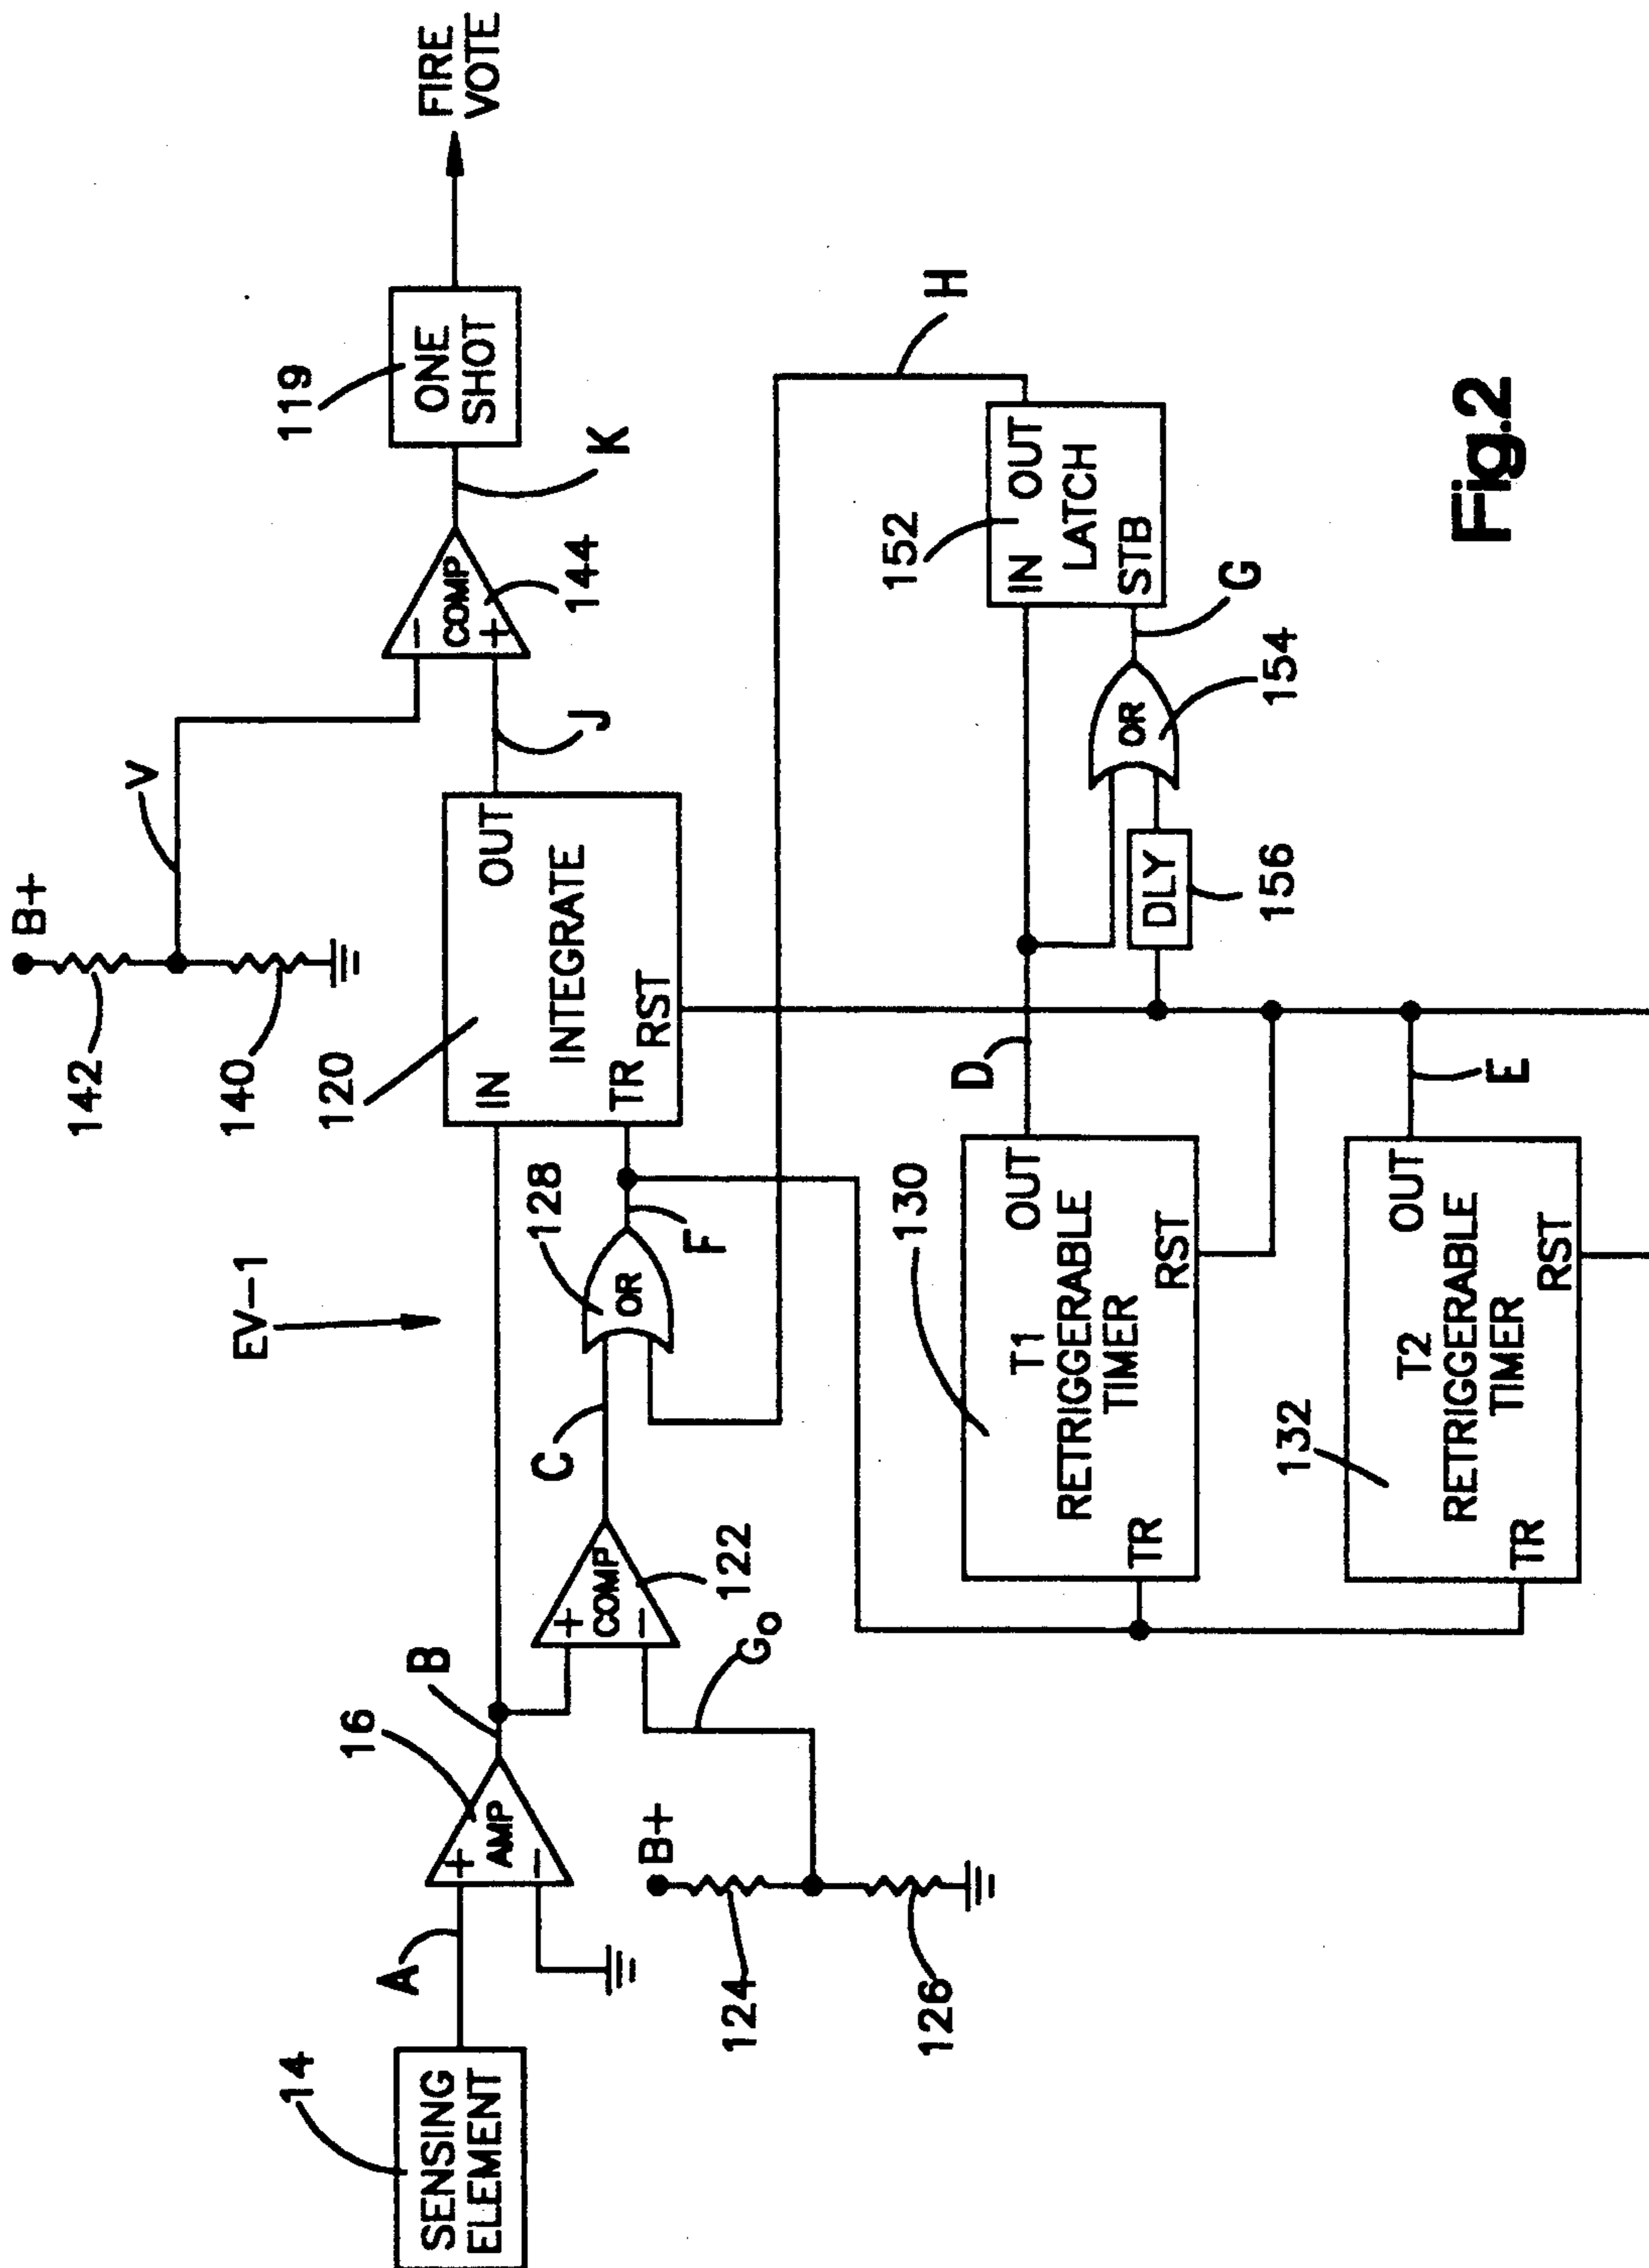 B+
142
140
V
EV-1
120
IN
OUT
INTEGRATE
TR
RST
J
COMP
-
+
144
K
119
ONE
SHOT
FIRE
VOTE
14
SENSING
ELEMENT
A
16
+
AMP
-
B
C
128
OR
F
+
COMP
-
122
Go
B+
124
126
H
130
OUT
T1
RETRIGGERABLE
TIMER
TR
RST
D
152
IN
OUT
LATCH
STB
G
OR
154
DLY
156
132
OUT
T2
RETRIGGERABLE
TIMER
TR
RST
E
Fig.2